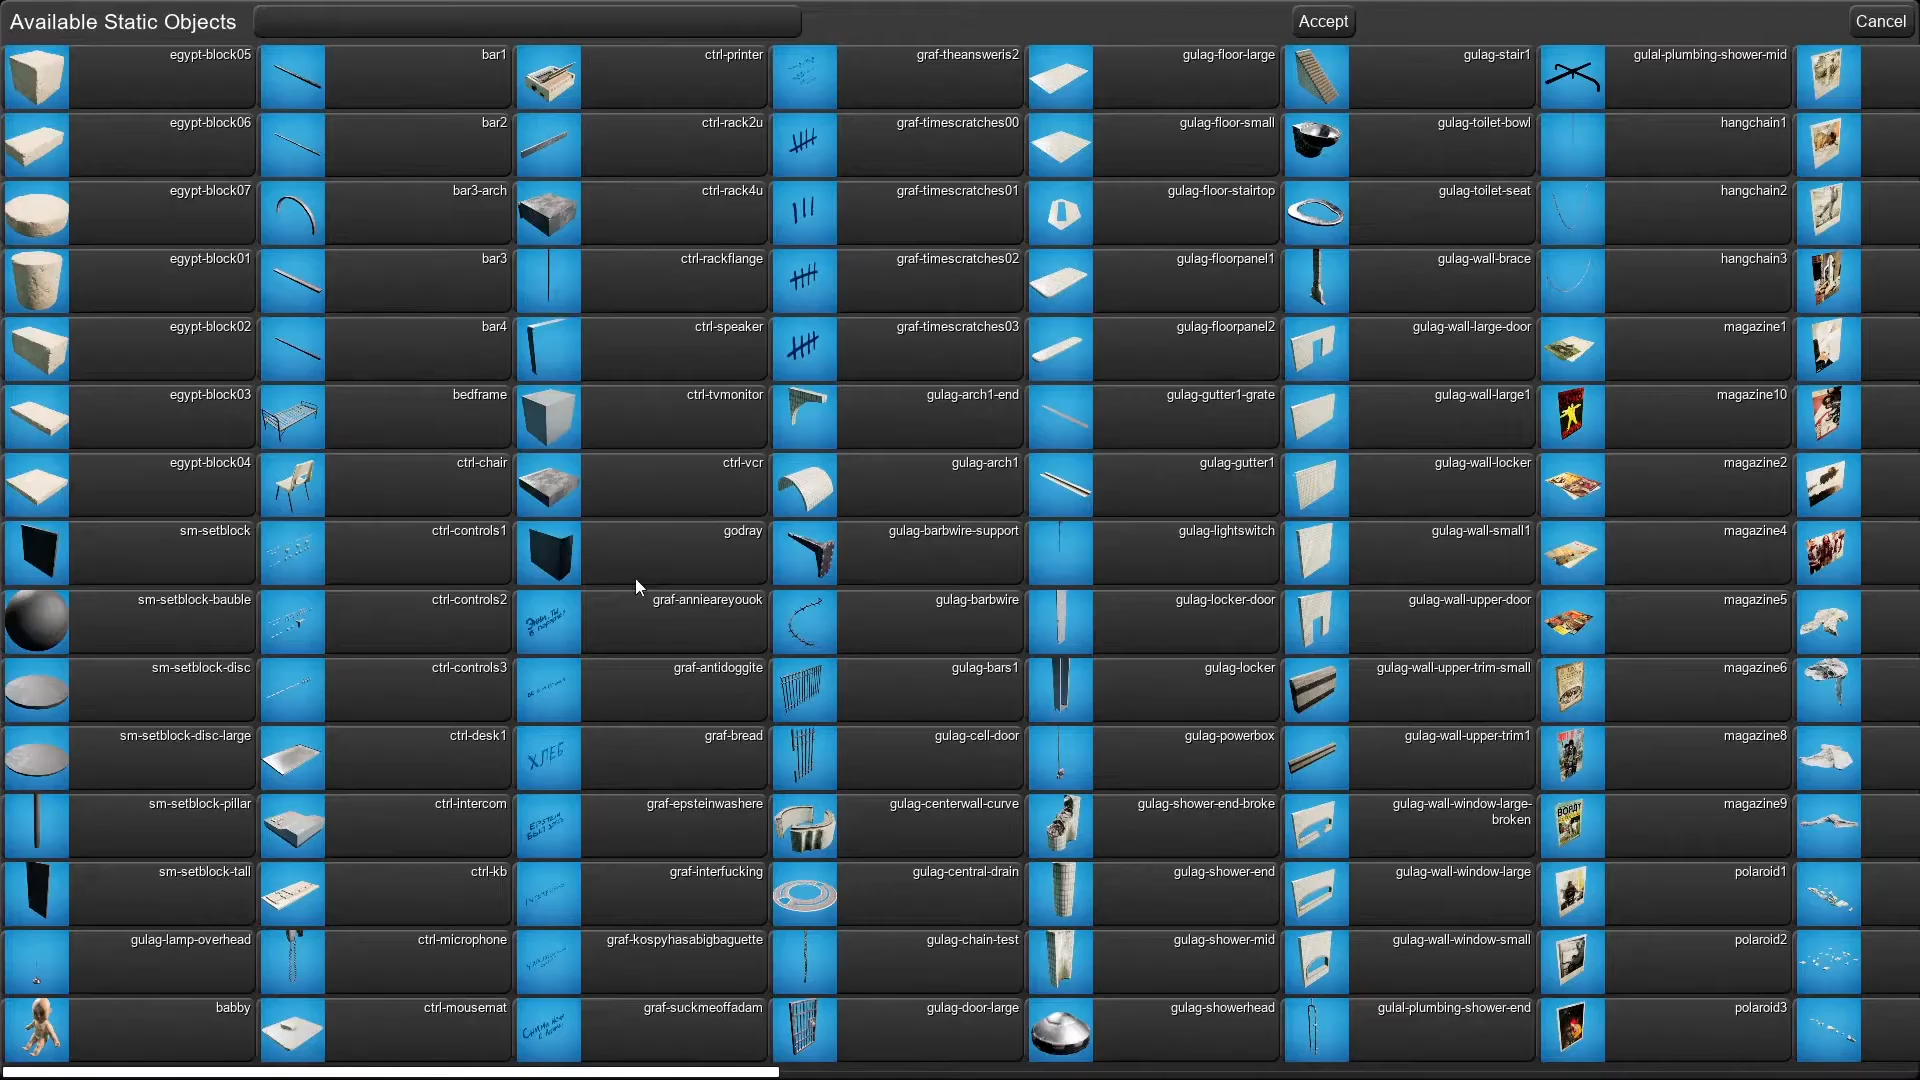 Available Static Objects
Accept
Cancel
egypt-block05
bar1
ctrl-printer
graf-theansweris2
gulag-floor-large
gulag-stair1
gulal-plumbing-shower-mid
egypt-block06
bar2
ctrl-rack2u
graf-timescratches00
gulag-floor-small
gulag-toilet-bowl
hangchain1
egypt-block07
bar3-arch
ctrl-rack4u
graf-timescratches01
gulag-floor-stairtop
gulag-toilet-seat
hangchain2
egypt-block01
bar3
ctrl-rackflange
graf-timescratches02
gulag-floorpanel1
gulag-wall-brace
hangchain3
egypt-block02
bar4
ctrl-speaker
graf-timescratches03
gulag-floorpanel2
gulag-wall-large-door
magazine1
egypt-block03
bedframe
ctrl-tvmonitor
gulag-arch1-end
gulag-gutter1-grate
gulag-wall-large1
magazine10
egypt-block04
ctrl-chair
ctrl-vcr
gulag-arch1
gulag-gutter1
gulag-wall-locker
magazine2
sm-setblock
ctrl-controls1
godray
gulag-barbwire-support
gulag-lightswitch
gulag-wall-small1
magazine4
sm-setblock-bauble
ctrl-controls2
graf-annieareyouok
gulag-barbwire
gulag-locker-door
gulag-wall-upper-door
magazine5
sm-setblock-disc
ctrl-controls3
graf-antidoggite
gulag-bars1
gulag-locker
gulag-wall-upper-trim-small
magazine6
sm-setblock-disc-large
ctrl-desk1
ХЛЕБ
graf-bread
gulag-cell-door
gulag-powerbox
gulag-wall-upper-trim1
magazine8
sm-setblock-pillar
ctrl-intercom
EPSTEIN
graf-epsteinwashere
gulag-centerwall-curve
gulag-shower-end-broke
gulag-wall-window-large-
broken
magazine9
sm-setblock-tall
ctrl-kb
graf-interfucking
gulag-central-drain
gulag-shower-end
gulag-wall-window-large
polaroid1
gulag-lamp-overhead
ctrl-microphone
graf-kospyhasabigbaguette
gulag-chain-test
gulag-shower-mid
gulag-wall-window-small
polaroid2
babby
ctrl-mousemat
graf-suckmeoffadam
gulag-door-large
gulag-showerhead
gulal-plumbing-shower-end
polaroid3